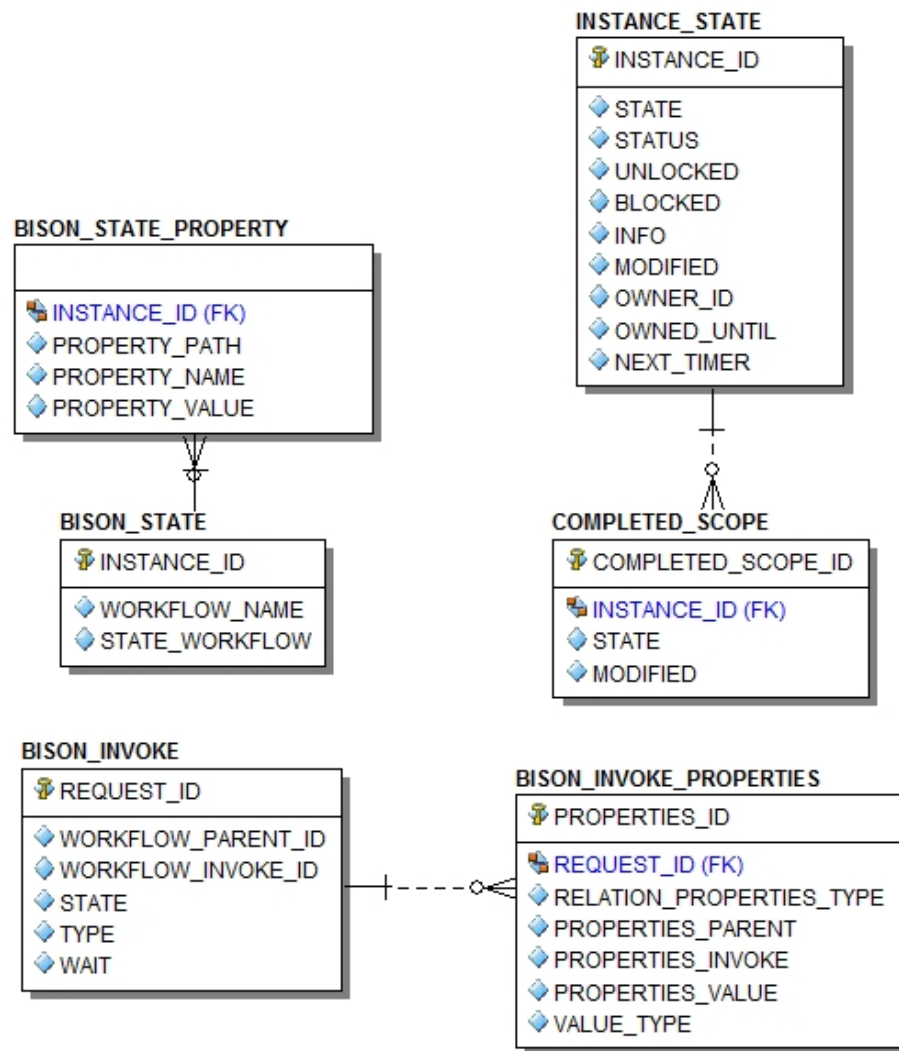 INSTANCE_STATE
INSTANCE_ID
STATE
STATUS
UNLOCKED
BLOCKED
INFO
MODIFIED
OWNER_ID
OWNED_UNTIL
NEXT_TIMER
BISON_STATE_PROPERTY
INSTANCE_ID (FK)
PROPERTY_PATH
PROPERTY_NAME
PROPERTY_VALUE
BISON_STATE
INSTANCE_ID
WORKFLOW_NAME
STATE_WORKFLOW
COMPLETED_SCOPE
COMPLETED_SCOPE_ID
INSTANCE_ID (FK)
STATE
MODIFIED
BISON_INVOKE
REQUEST_ID
WORKFLOW_PARENT_ID
WORKFLOW_INVOKE_ID
STATE
TYPE
WAIT
BISON_INVOKE_PROPERTIES
PROPERTIES_ID
REQUEST_ID (FK)
RELATION_PROPERTIES_TYPE
PROPERTIES_PARENT
PROPERTIES_INVOKE
PROPERTIES_VALUE
VALUE_TYPE